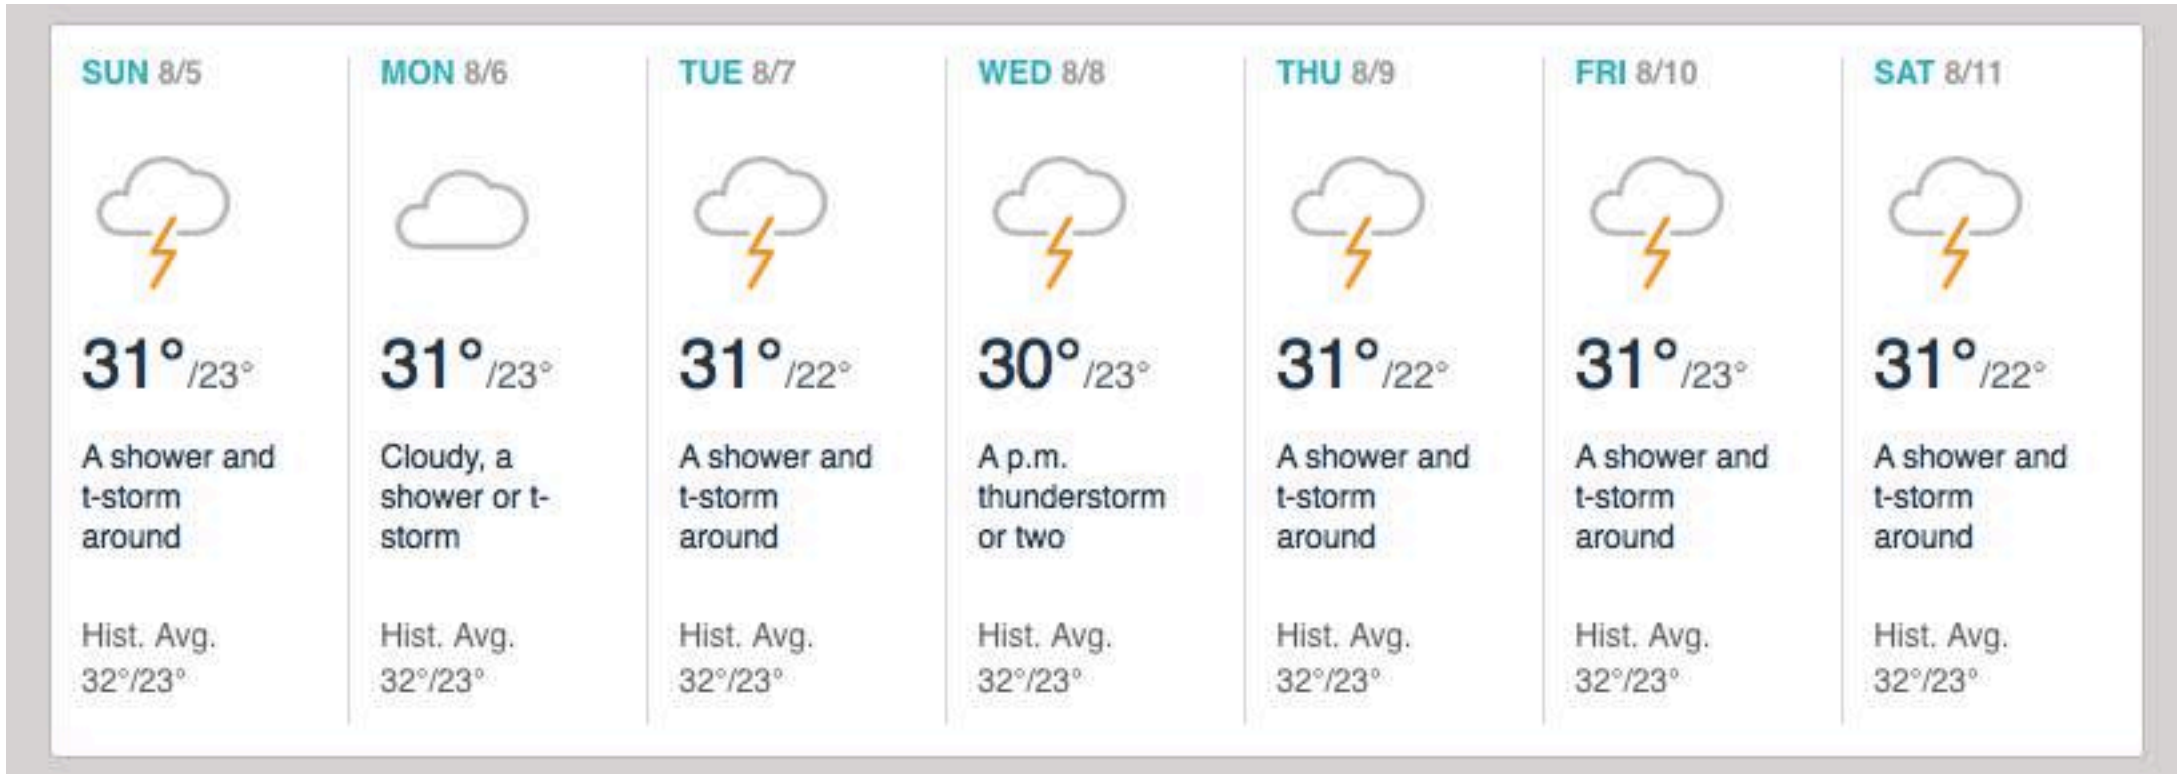 SUN 8/5
31°/23°
A shower and
t-storm
around
Hist. Avg.
32°/23°
MON 8/6
31°/23°
Cloudy, a
shower or t-
storm
Hist. Avg.
32°/23°
TUE 8/7
31°/22°
A shower and
t-storm
around
Hist. Avg.
32°/23°
WED 8/8
30°/23°
A p.m.
thunderstorm
or two
Hist. Avg.
32°/23°
THU 8/9
31°/22°
A shower and
t-storm
around
Hist. Avg.
32°/23°
FRI 8/10
31°/23°
A shower and
t-storm
around
Hist. Avg.
32°/23°
SAT 8/11
31°/22°
A shower and
t-storm
around
Hist. Avg.
32°/23°